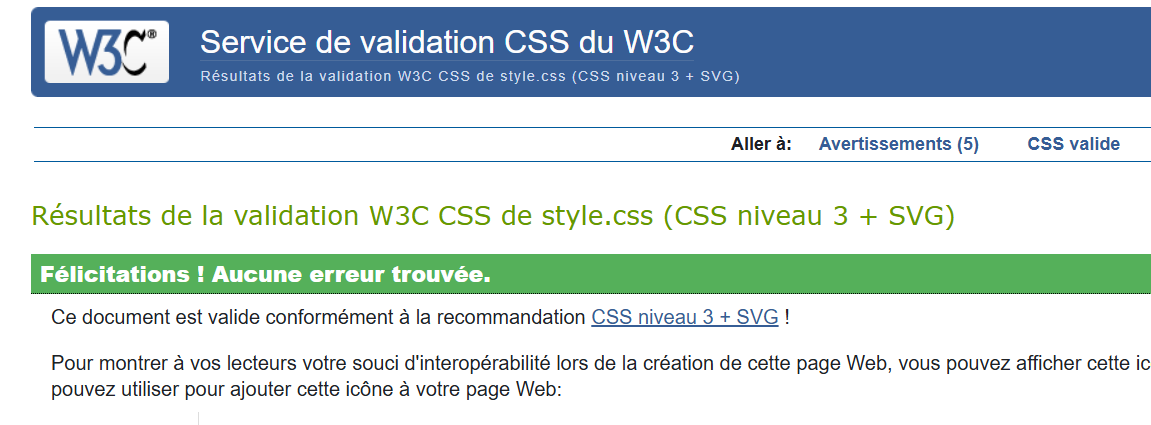 W3C®
Service de validation CSS du W3C
Résultats de la validation W3C CSS de style.css (CSS niveau 3 + SVG)
Aller à: Avertissements (5) CSS valide
Résultats de la validation W3C CSS de style.css (CSS niveau 3 + SVG)
Félicitations ! Aucune erreur trouvée.
Ce document est valide conformément à la recommandation CSS niveau 3 + SVG !
Pour montrer à vos lecteurs votre souci d'interopérabilité lors de la création de cette page Web, vous pouvez afficher cette ic
pouvez utiliser pour ajouter cette icône à votre page Web: